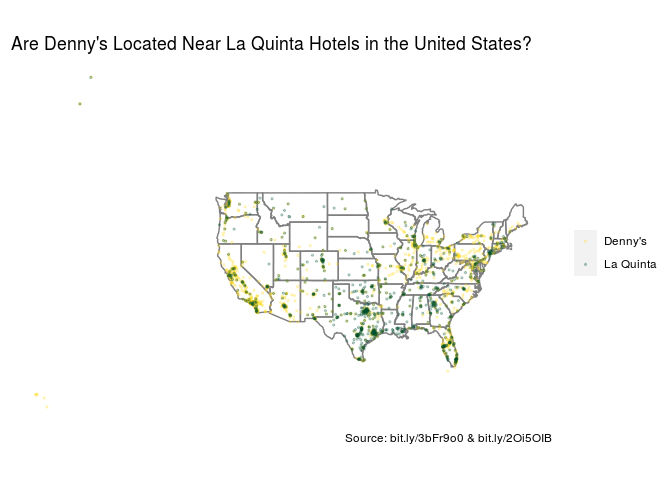 Are Denny's Located Near La Quinta Hotels in the United States?
Denny's
La Quinta
Source: bit.ly/3bFr9o0 & bit.ly/2Oi5OIB